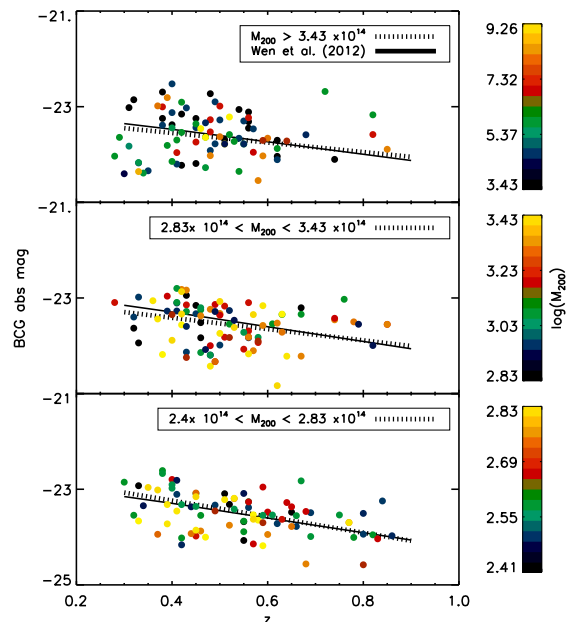 -21.
M200 > 3.43 x10^14
Wen et al. (2012)
-23
9.26
7.32
5.37
3.43
-21.
2.83x 10^14 < M200 < 3.43 x10^14
-23
BCG abs mag
3.43
3.23
3.03
2.83
log(M200)
-21
2.4x 10^14 < M200 < 2.83x10^14
-23
-25
2.83
2.69
2.55
2.41
0.2 0.4 0.6 0.8 1.0
z